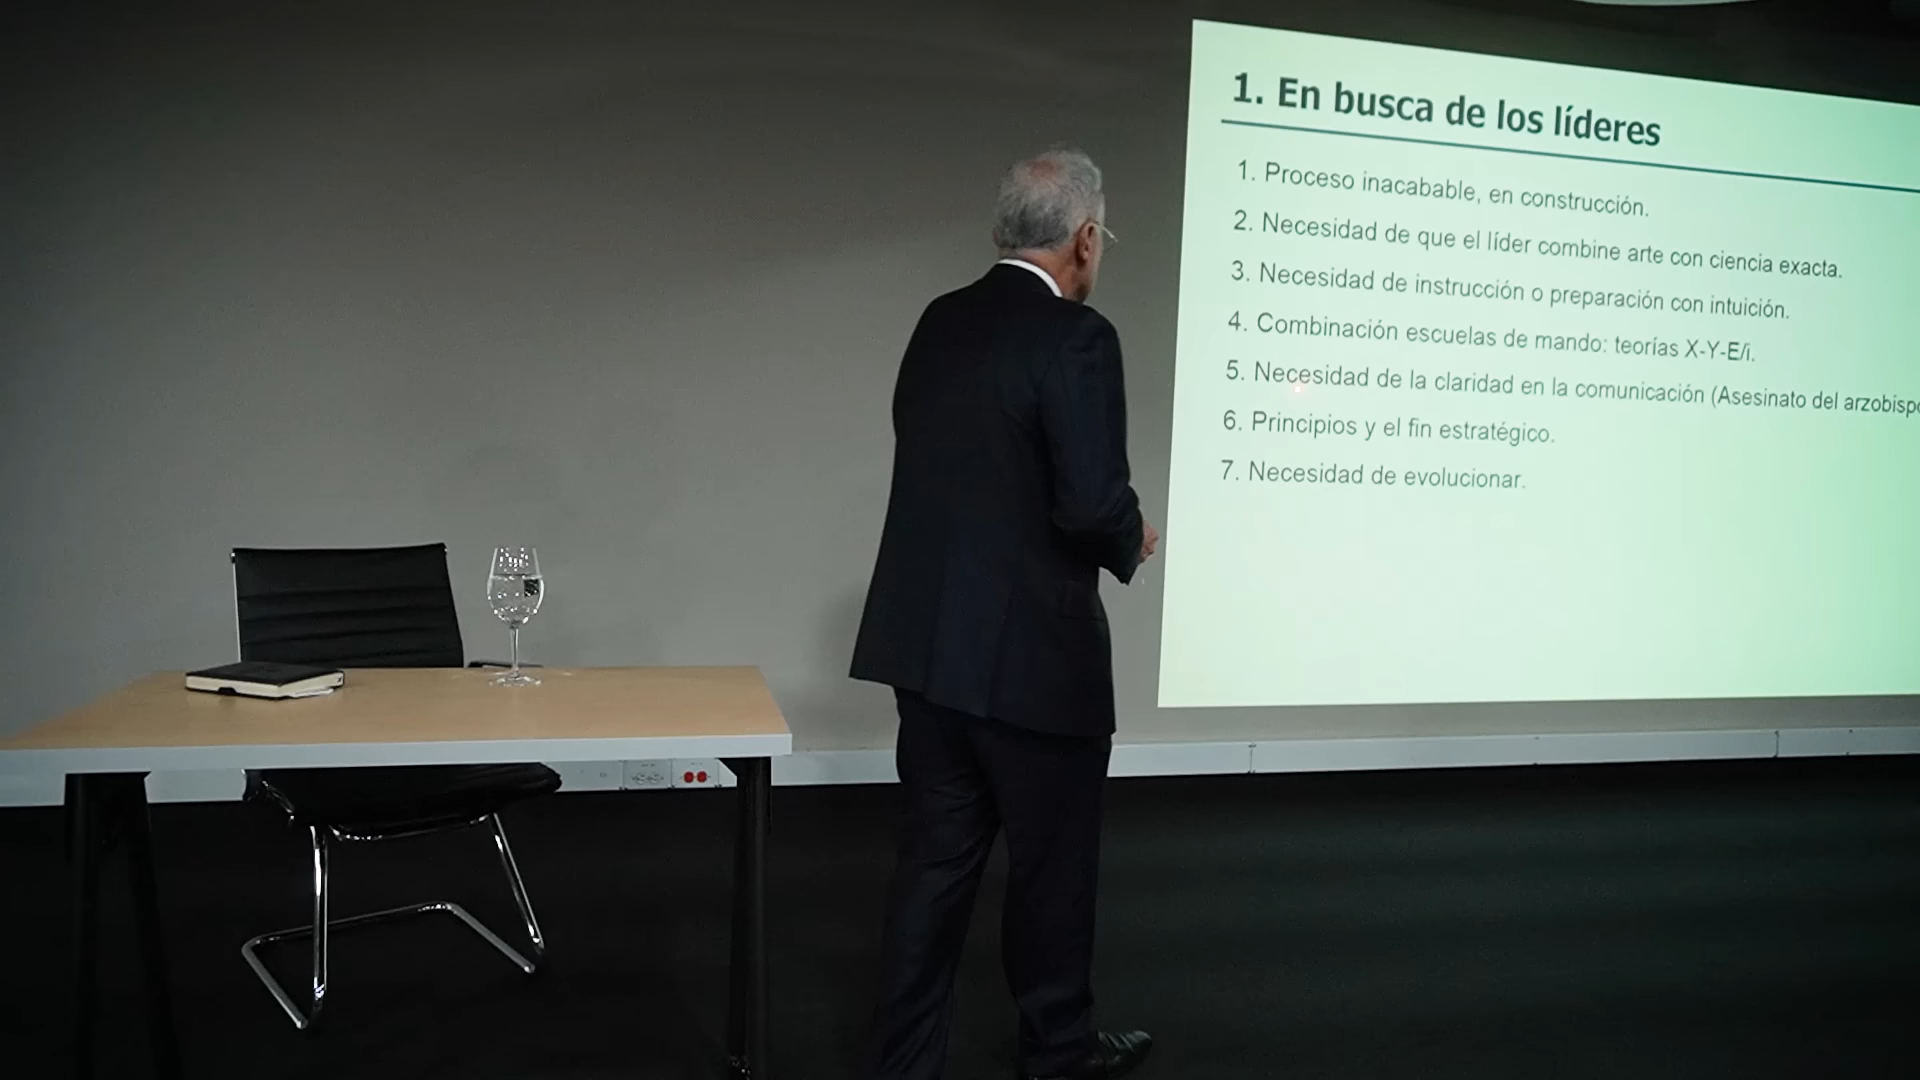 1. En busca de los líderes
1. Proceso inacabable, en construcción.
2. Necesidad de que el líder combine arte con ciencia exacta.
3. Necesidad de instrucción o preparación con intuición.
4. Combinación escuelas de mando: teorías X-Y-E/i.
5. Necesidad de la claridad en la comunicación (Asesinato del arzobispo
6. Principios y el fin estratégico.
7. Necesidad de evolucionar.